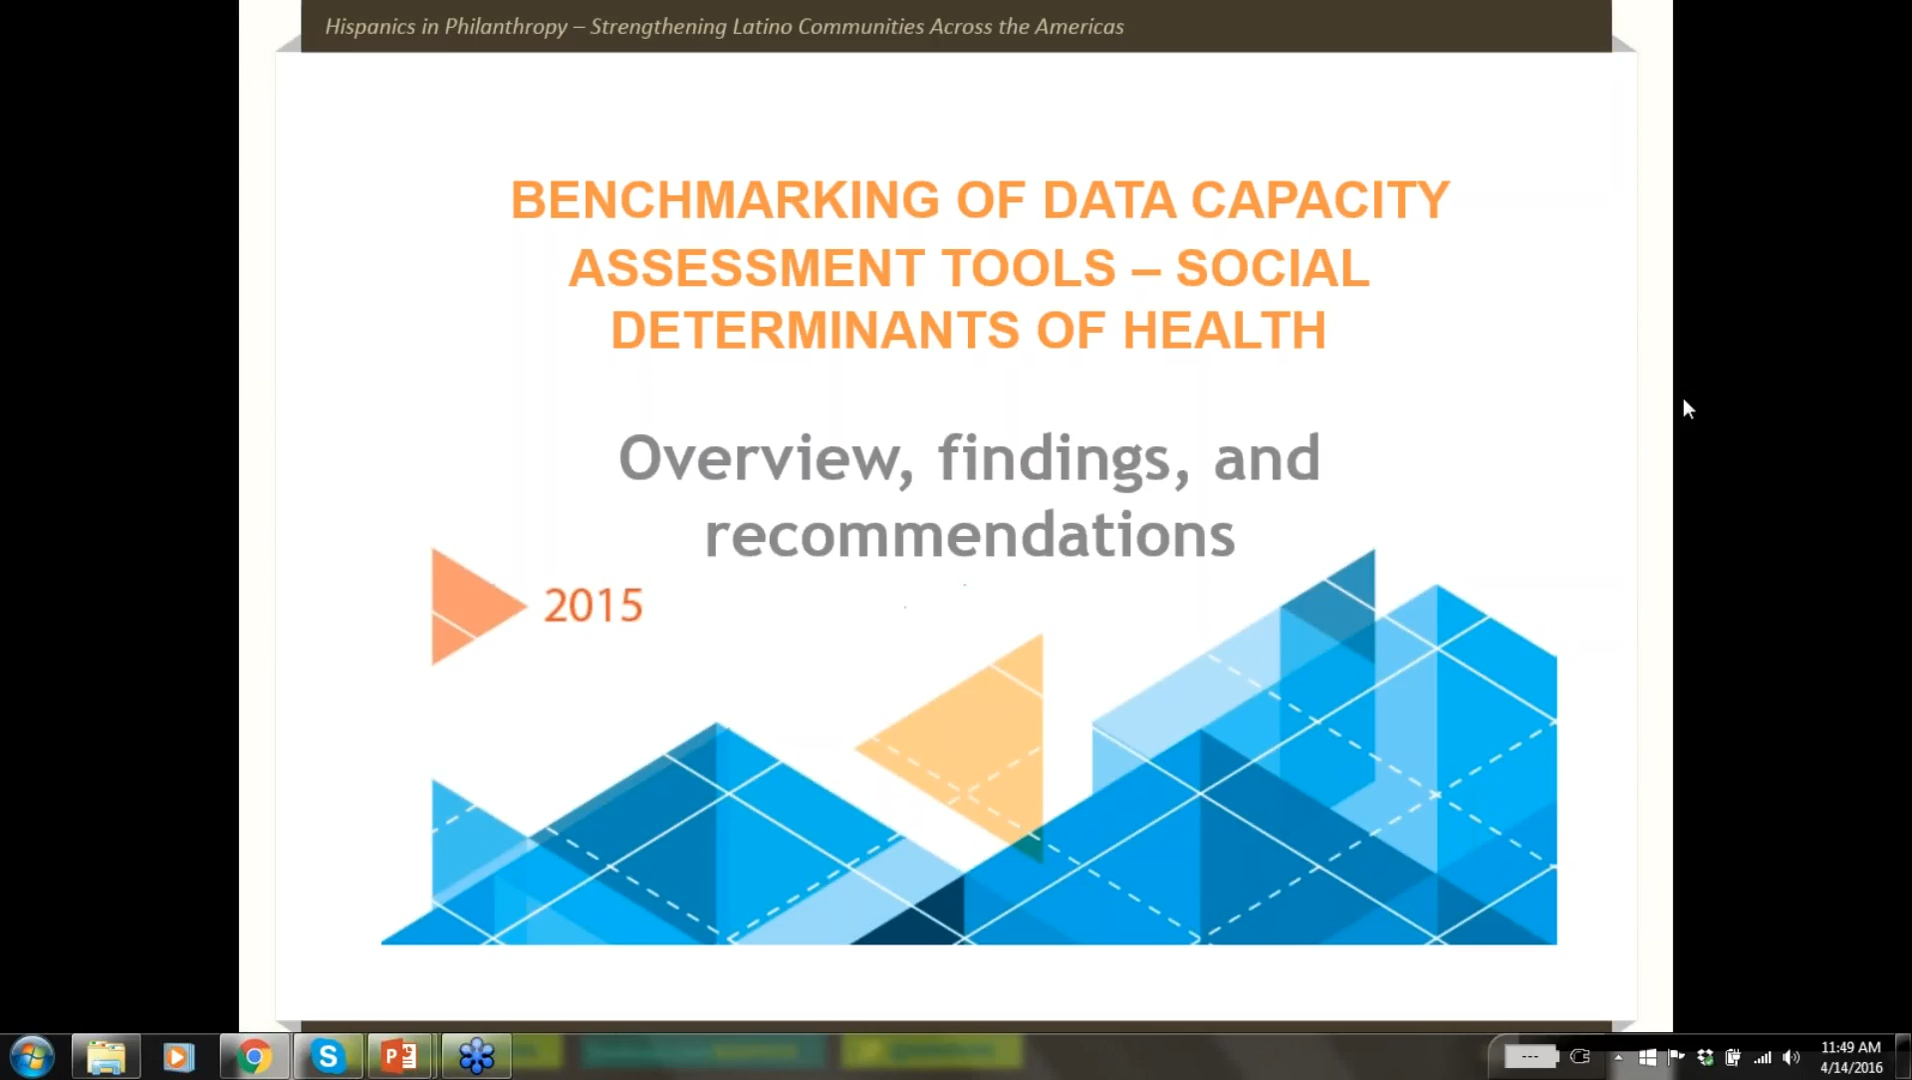 Hispanics in Philanthropy – Strengthening Latino Communities Across the Americas
BENCHMARKING OF DATA CAPACITY
ASSESSMENT TOOLS – SOCIAL
DETERMINANTS OF HEALTH
Overview, findings, and
recommendations
2015
11:49 AM
4/14/2016